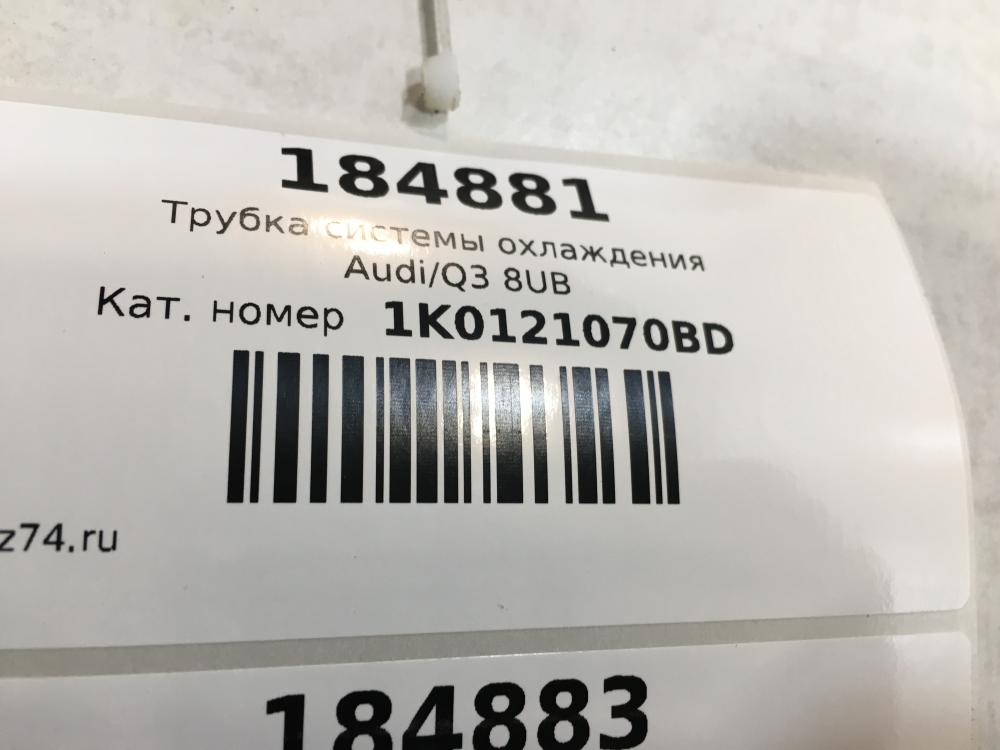 184881
Трубка системы охлаждения
Audi/Q3 8UB
Кат. номер 1K0121070BD
z74.ru
184883